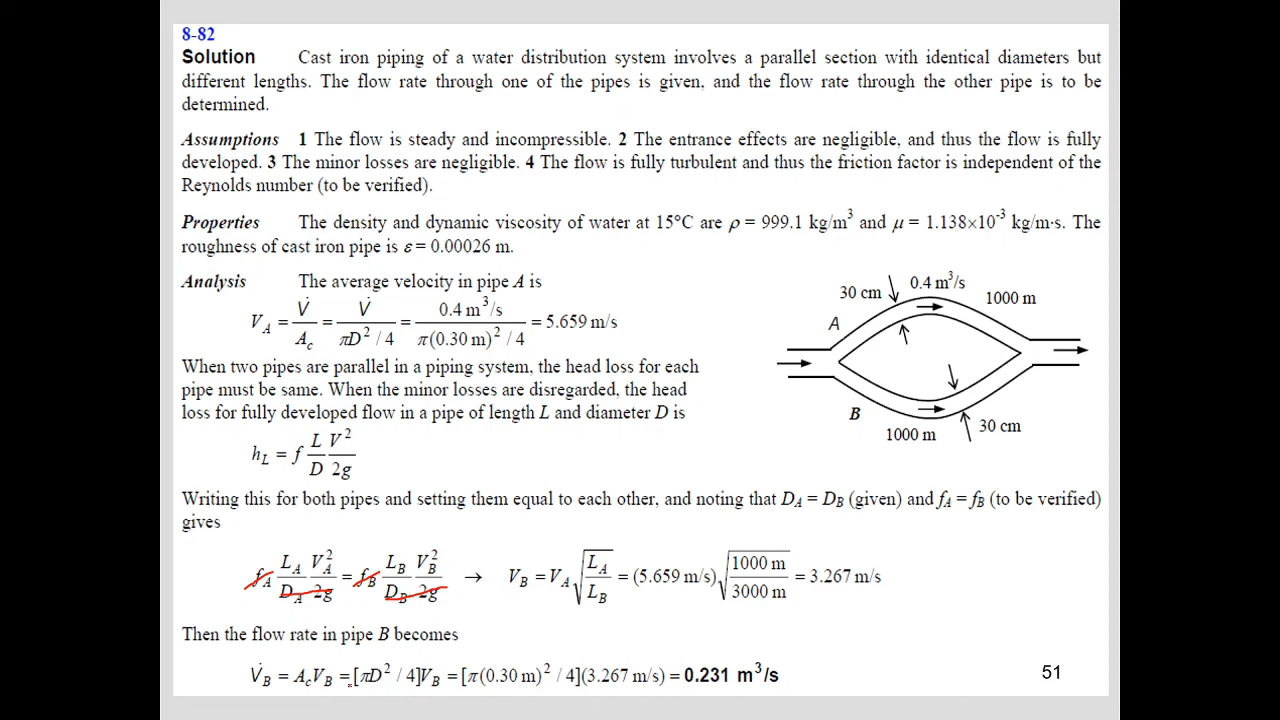 8-82
Solution Cast iron piping of a water distribution system involves a parallel section with identical diameters but
different lengths. The flow rate through one of the pipes is given, and the flow rate through the other pipe is to be
determined.
Assumptions 1 The flow is steady and incompressible. 2 The entrance effects are negligible, and thus the flow is fully
developed. 3 The minor losses are negligible. 4 The flow is fully turbulent and thus the friction factor is independent of the
Reynolds number (to be verified).
Properties The density and dynamic viscosity of water at 15°C are ρ = 999.1 kg/m³ and μ = 1.138×10⁻³ kg/m·s. The
roughness of cast iron pipe is ε = 0.00026 m.
Analysis The average velocity in pipe A is
V_A = V̇ / A_c = V̇ / (πD² / 4) = 0.4 m³/s / (π(0.30 m)² / 4) = 5.659 m/s
When two pipes are parallel in a piping system, the head loss for each
pipe must be same. When the minor losses are disregarded, the head
loss for fully developed flow in a pipe of length L and diameter D is
h_L = f (L/D) (V²/2g)
30 cm
0.4 m³/s
1000 m
A
B
1000 m
30 cm
Writing this for both pipes and setting them equal to each other, and noting that D_A = D_B (given) and f_A = f_B (to be verified)
gives
f_A (L_A/D_A) (V_A²/2g) = f_B (L_B/D_B) (V_B²/2g) → V_B = V_A √(L_A/L_B) = (5.659 m/s) √(1000 m/3000 m) = 3.267 m/s
Then the flow rate in pipe B becomes
V̇_B = A_c V_B = [πD² / 4]V_B = [π(0.30 m)² / 4](3.267 m/s) = 0.231 m³/s
51